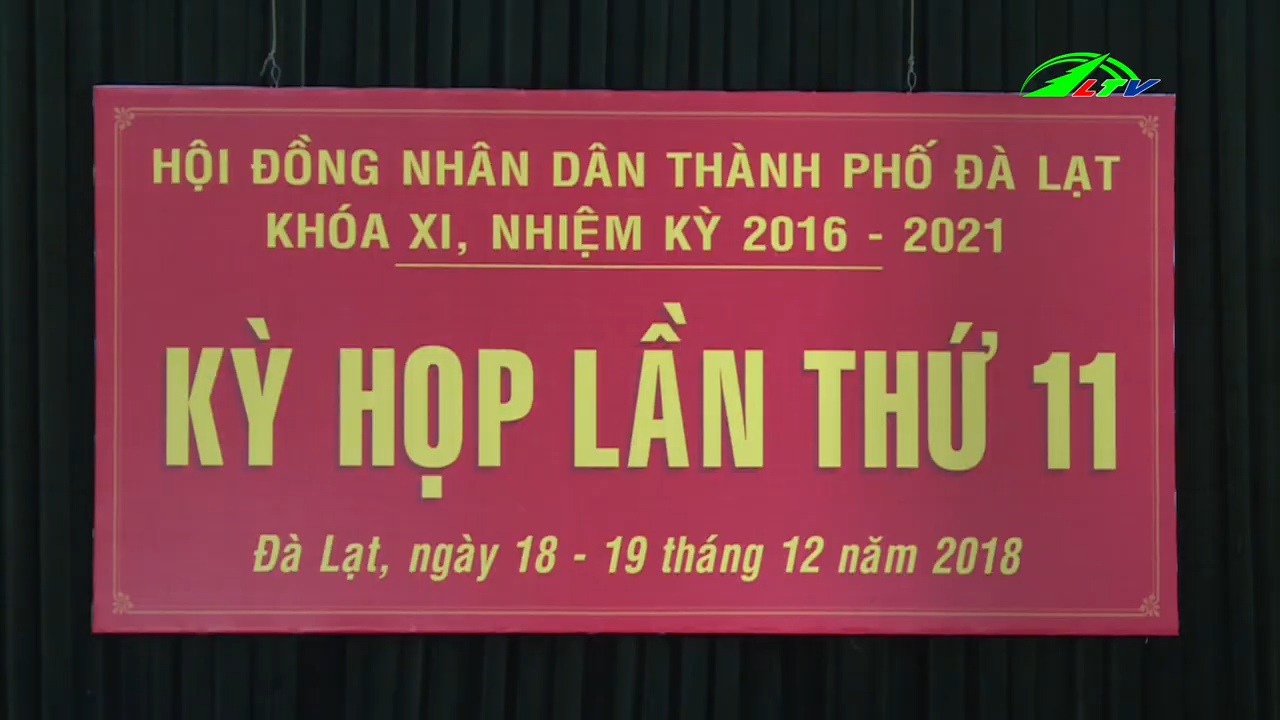 LTV
HỘI ĐỒNG NHÂN DÂN THÀNH PHỐ ĐÀ LẠT
KHÓA XI, NHIỆM KỲ 2016 - 2021
KỲ HỌP LẦN THỨ 11
Đà Lạt, ngày 18 - 19 tháng 12 năm 2018